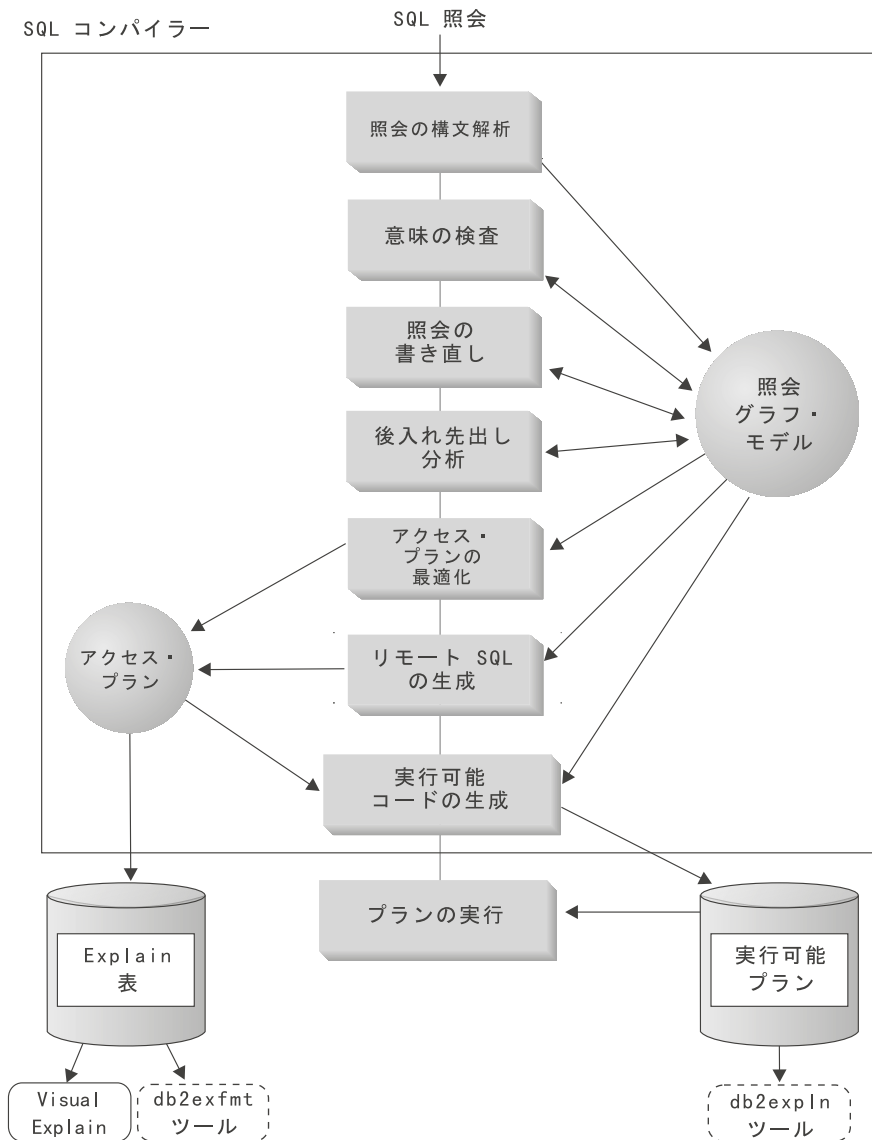 SQL コンパイラー
SQL 照会
照会の構文解析
意味の検査
照会の
書き直し
照会
グラフ・
モデル
後入れ先出し
分析
アクセス・
プランの
最適化
アクセス・
プラン
リモート SQL
の生成
実行可能
コードの生成
プランの実行
Explain
表
実行可能
プラン
Visual
Explain
db2exfmt
ツール
db2expln
ツール